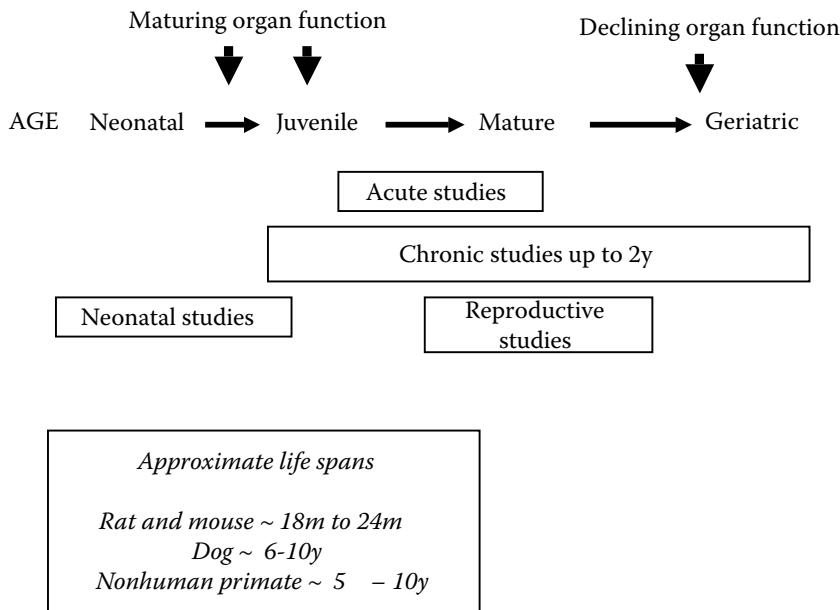 Maturing organ function
Declining organ function
AGE Neonatal Juvenile Mature Geriatric
Acute studies
Chronic studies up to 2y
Neonatal studies
Reproductive
studies
Approximate life spans
Rat and mouse ~ 18m to 24m
Dog ~ 6-10y
Nonhuman primate ~ 5 – 10y